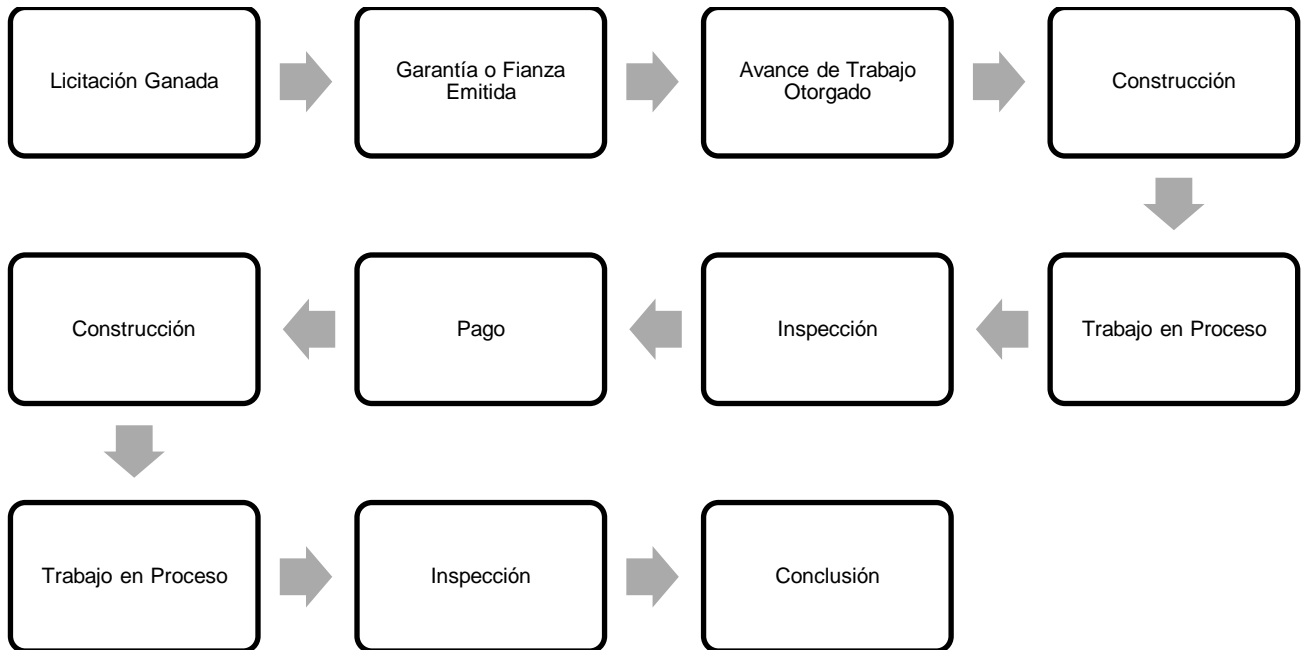 Licitación Ganada
Garantía o Fianza
Emitida
Avance de Trabajo
Otorgado
Construcción
Trabajo en Proceso
Inspección
Pago
Construcción
Trabajo en Proceso
Inspección
Conclusión